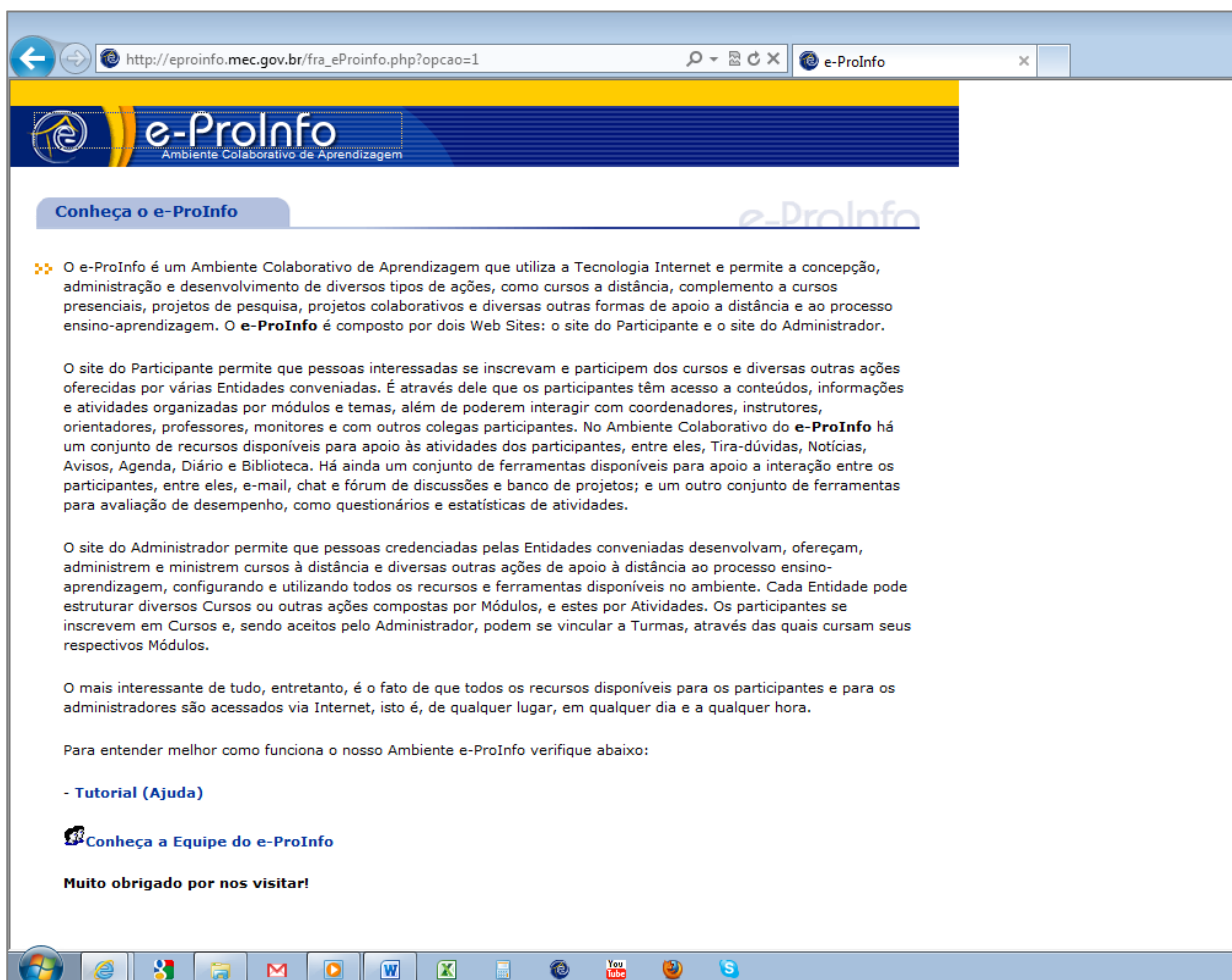 http://eproinfo.mec.gov.br/fra_eProinfo.php?opcao=1
e-ProInfo
e-ProInfo
Ambiente Colaborativo de Aprendizagem
Conheça o e-ProInfo
e-ProInfo
O e-ProInfo é um Ambiente Colaborativo de Aprendizagem que utiliza a Tecnologia Internet e permite a concepção,
administração e desenvolvimento de diversos tipos de ações, como cursos a distância, complemento a cursos
presenciais, projetos de pesquisa, projetos colaborativos e diversas outras formas de apoio a distância e ao processo
ensino-aprendizagem. O e-ProInfo é composto por dois Web Sites: o site do Participante e o site do Administrador.
O site do Participante permite que pessoas interessadas se inscrevam e participem dos cursos e diversas outras ações
oferecidas por várias Entidades conveniadas. É através dele que os participantes têm acesso a conteúdos, informações
e atividades organizadas por módulos e temas, além de poderem interagir com coordenadores, instrutores,
orientadores, professores, monitores e com outros colegas participantes. No Ambiente Colaborativo do e-ProInfo há
um conjunto de recursos disponíveis para apoio às atividades dos participantes, entre eles, Tira-dúvidas, Notícias,
Avisos, Agenda, Diário e Biblioteca. Há ainda um conjunto de ferramentas disponíveis para apoio a interação entre os
participantes, entre eles, e-mail, chat e fórum de discussões e banco de projetos; e um outro conjunto de ferramentas
para avaliação de desempenho, como questionários e estatísticas de atividades.
O site do Administrador permite que pessoas credenciadas pelas Entidades conveniadas desenvolvam, ofereçam,
administrem e ministrem cursos à distância e diversas outras ações de apoio à distância ao processo ensino-
aprendizagem, configurando e utilizando todos os recursos e ferramentas disponíveis no ambiente. Cada Entidade pode
estruturar diversos Cursos ou outras ações compostas por Módulos, e estes por Atividades. Os participantes se
inscrevem em Cursos e, sendo aceitos pelo Administrador, podem se vincular a Turmas, através das quais cursam seus
respectivos Módulos.
O mais interessante de tudo, entretanto, é o fato de que todos os recursos disponíveis para os participantes e para os
administradores são acessados via Internet, isto é, de qualquer lugar, em qualquer dia e a qualquer hora.
Para entender melhor como funciona o nosso Ambiente e-ProInfo verifique abaixo:
- Tutorial (Ajuda)
Conheça a Equipe do e-ProInfo
Muito obrigado por nos visitar!
You Tube